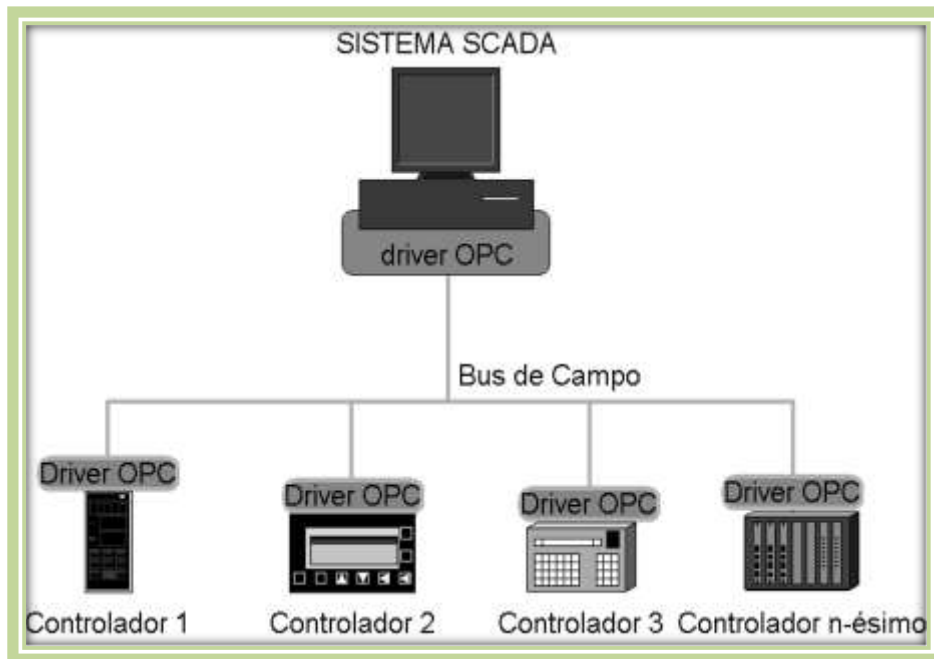 SISTEMA SCADA
driver OPC
Bus de Campo
Driver OPC
Driver OPC
Driver OPC
Driver OPC
Controlador 1
Controlador 2
Controlador 3
Controlador n-ésimo